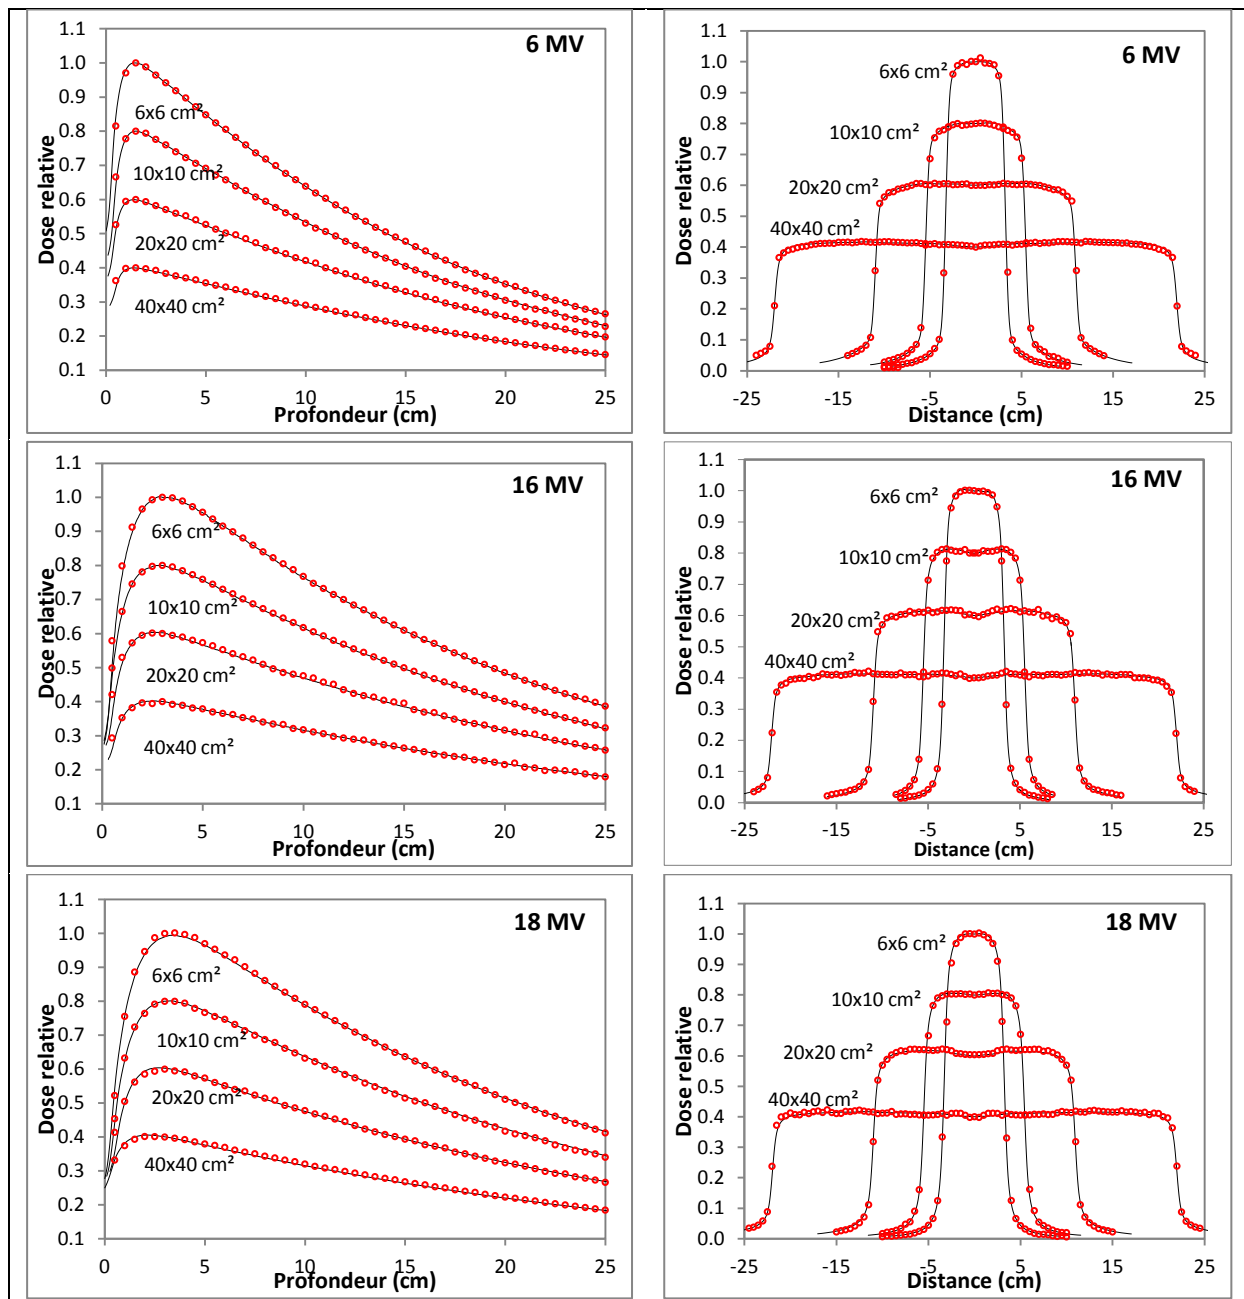 6 MV
Dose relative
1.1
1.0
0.9
0.8
0.7
0.6
0.5
0.4
0.3
0.2
0.1
6x6 cm²
10x10 cm²
20x20 cm²
40x40 cm²
0 5 10 15 20 25
Profondeur (cm)
6 MV
Dose relative
1.1
1.0
0.9
0.8
0.7
0.6
0.5
0.4
0.3
0.2
0.1
0.0
6x6 cm²
10x10 cm²
20x20 cm²
40x40 cm²
-25 -15 -5 5 15 25
Distance (cm)
16 MV
Dose relative
1.1
1.0
0.9
0.8
0.7
0.6
0.5
0.4
0.3
0.2
0.1
6x6 cm²
10x10 cm²
20x20 cm²
40x40 cm²
0 5 10 15 20 25
Profondeur (cm)
16 MV
Dose relative
1.1
1.0
0.9
0.8
0.7
0.6
0.5
0.4
0.3
0.2
0.1
0.0
6x6 cm²
10x10 cm²
20x20 cm²
40x40 cm²
-25 -15 -5 5 15 25
Distance (cm)
18 MV
Dose relative
1.1
1.0
0.9
0.8
0.7
0.6
0.5
0.4
0.3
0.2
0.1
6x6 cm²
10x10 cm²
20x20 cm²
40x40 cm²
0 5 10 15 20 25
Profondeur (cm)
18 MV
Dose relative
1.1
1.0
0.9
0.8
0.7
0.6
0.5
0.4
0.3
0.2
0.1
0.0
6x6 cm²
10x10 cm²
20x20 cm²
40x40 cm²
-25 -15 -5 5 15 25
Distance (cm)